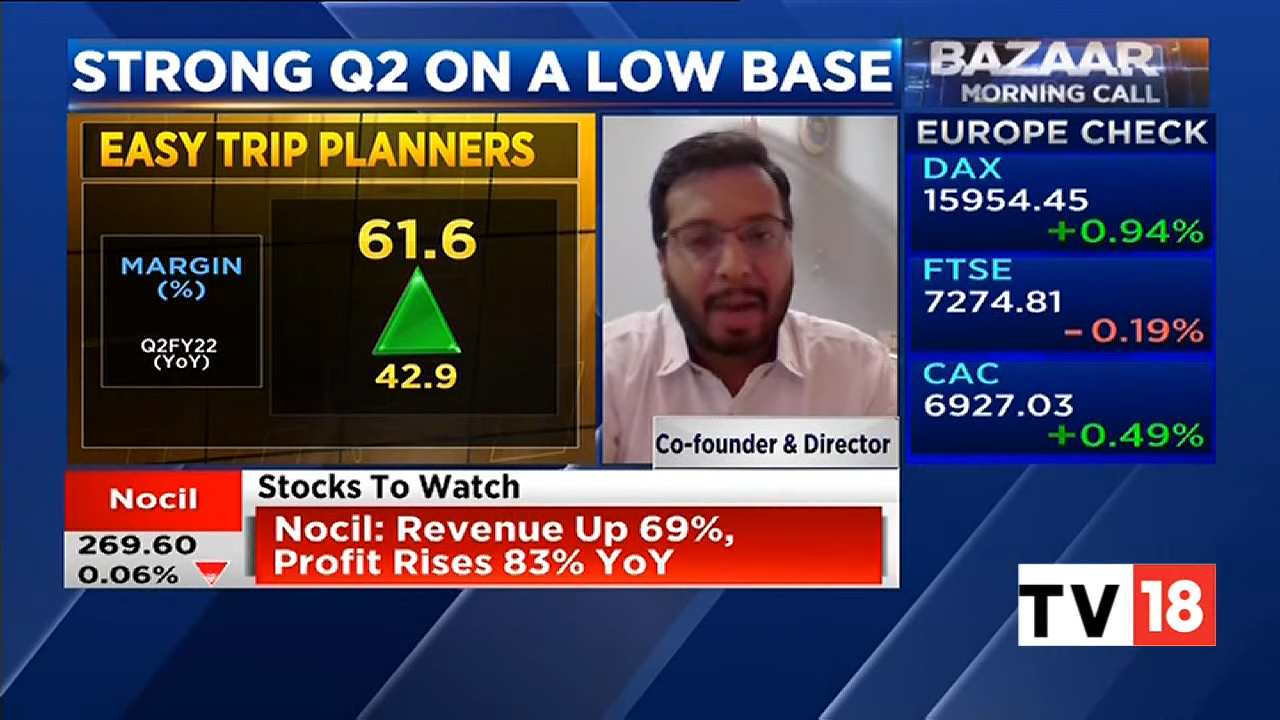 STRONG Q2 ON A LOW BASE
BAZAAR
MORNING CALL
EASY TRIP PLANNERS
MARGIN
(%)
Q2FY22
(YoY)
61.6
42.9
Co-founder & Director
EUROPE CHECK
DAX
15954.45
+0.94%
FTSE
7274.81
-0.19%
CAC
6927.03
+0.49%
Nocil
269.60
0.06%
Stocks To Watch
Nocil: Revenue Up 69%,
Profit Rises 83% YoY
TV18